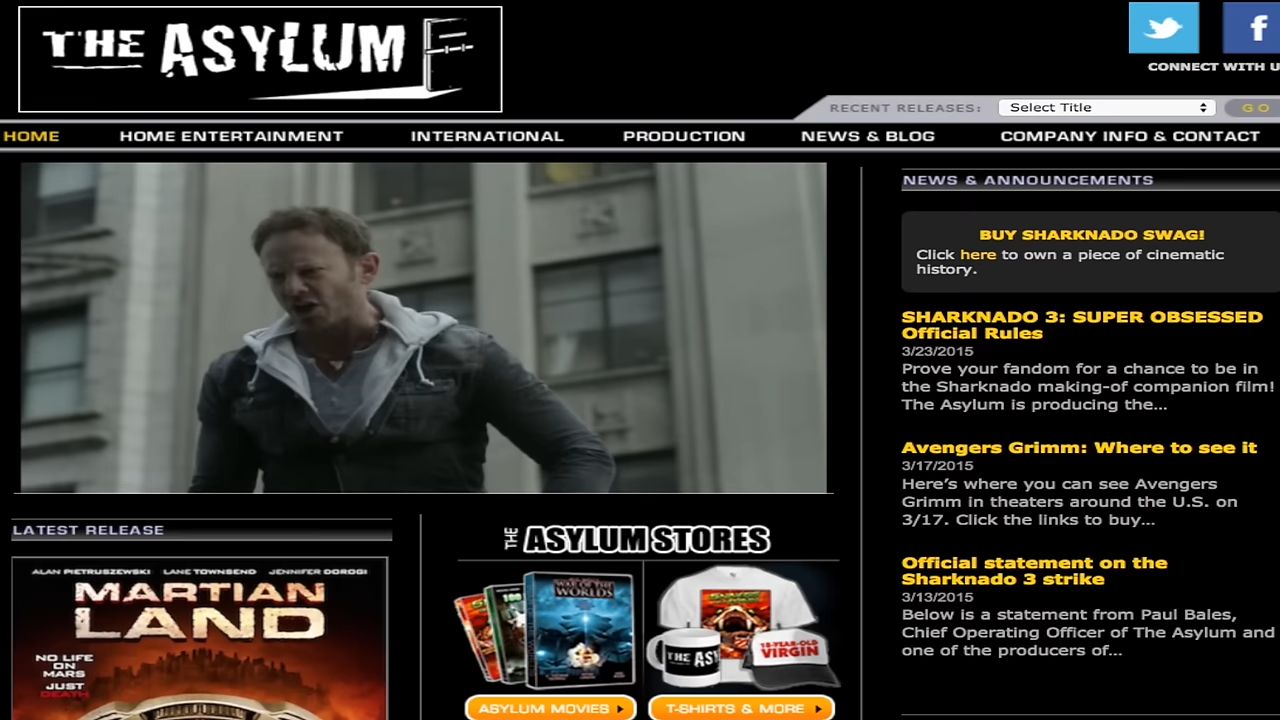 THE ASYLUM
CONNECT WITH U
RECENT RELEASES:
Select Title
GO
HOME
HOME ENTERTAINMENT
INTERNATIONAL
PRODUCTION
NEWS & BLOG
COMPANY INFO & CONTACT
NEWS & ANNOUNCEMENTS
BUY SHARKNADO SWAG!
Click here to own a piece of cinematic
history.
SHARKNADO 3: SUPER OBSESSED
Official Rules
3/23/2015
Prove your fandom for a chance to be in
the Sharknado making-of companion film!
The Asylum is producing the...
Avengers Grimm: Where to see it
3/17/2015
Here's where you can see Avengers
Grimm in theaters around the U.S. on
3/17. Click the links to buy...
Official statement on the
Sharknado 3 strike
3/13/2015
Below is a statement from Paul Bales,
Chief Operating Officer of The Asylum and
one of the producers of...
LATEST RELEASE
ALAN PIETRUSZEWSKI LANE TOWNSEND JENNIFER DOROGI
MARTIAN
LAND
NO LIFE
ON
MARS
JUST
DEATH
THE ASYLUM STORES
WAR OF THE
WORLDS
THE ASY
18-YEAR-OLD
VIRGIN
ASYLUM MOVIES
T-SHIRTS & MORE